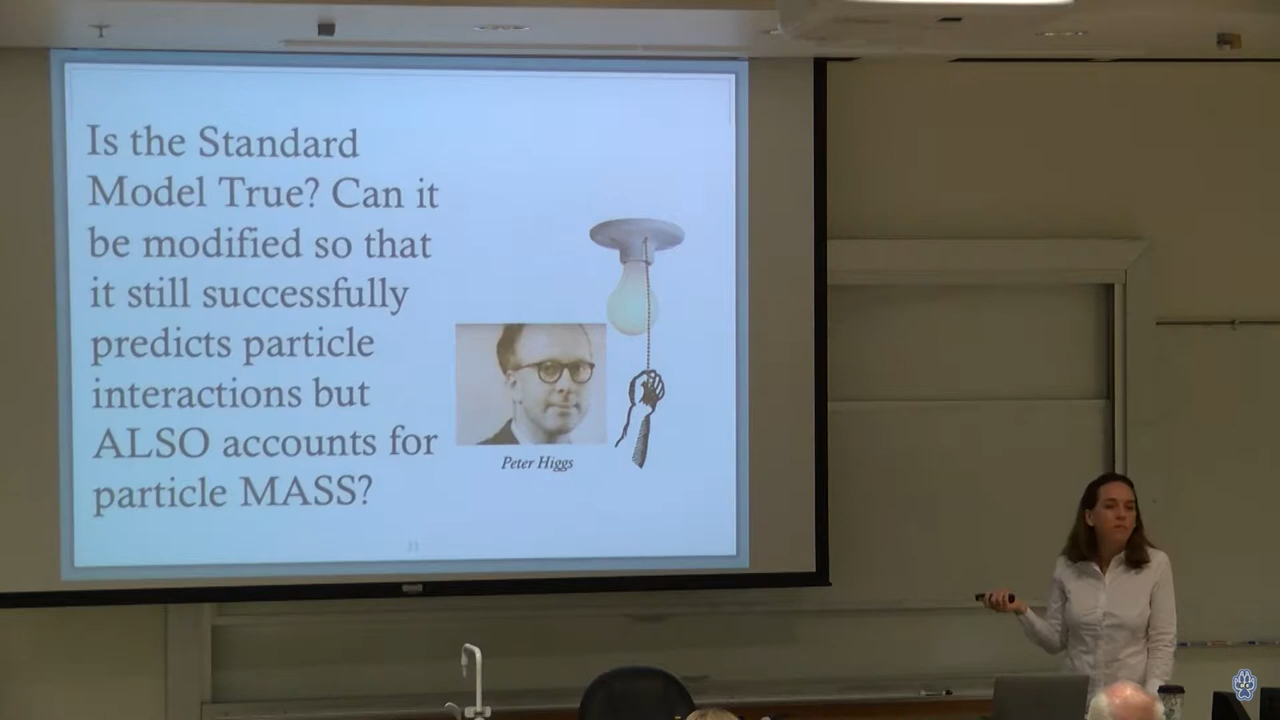 Is the Standard
Model True? Can it
be modified so that
it still successfully
predicts particle
interactions but
ALSO accounts for
particle MASS?
Peter Higgs